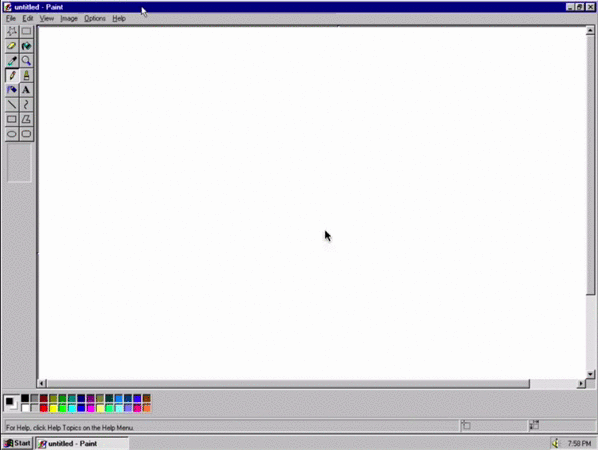 untitled - Paint
File Edit View Image Options Help
A
For Help, click Help Topics on the Help Menu.
Start untitled - Paint 7:58 PM